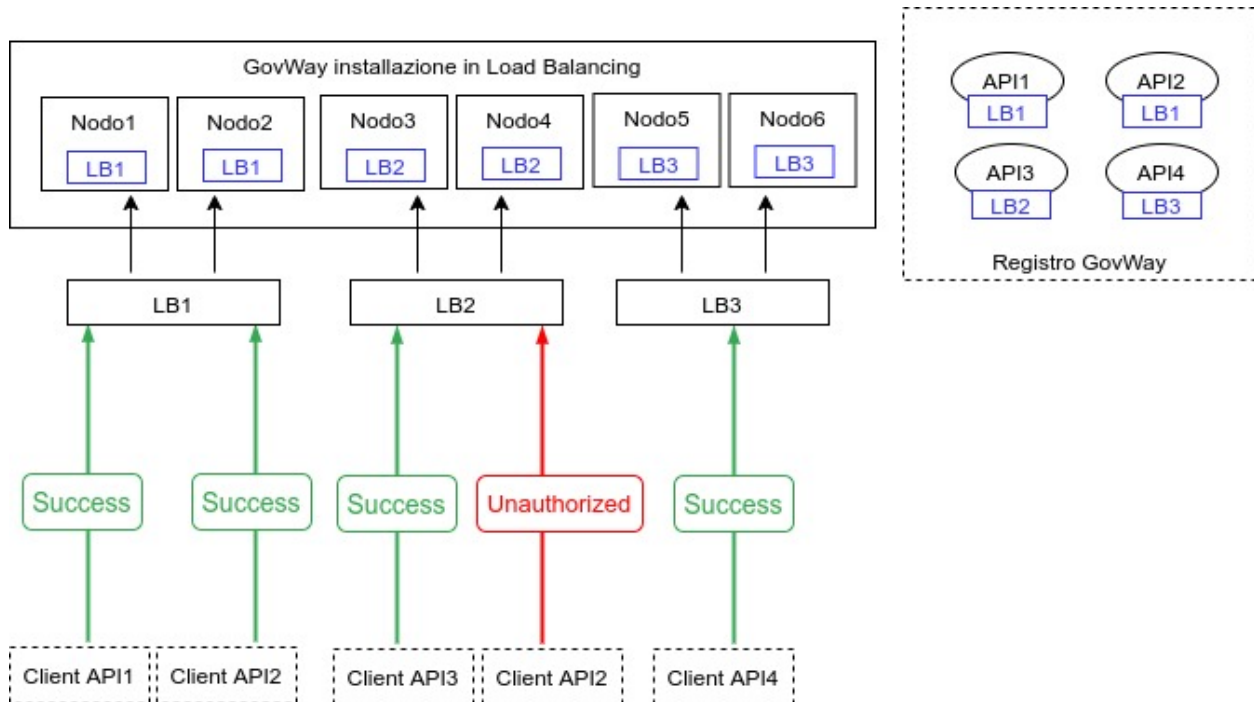 GovWay installazione in Load Balancing
Nodo1
Nodo2
Nodo3
Nodo4
Nodo5
Nodo6
LB1
LB1
LB2
LB2
LB3
LB3
LB1
LB2
LB3
Success
Success
Success
Unauthorized
Success
Client API1
Client API2
Client API3
Client API2
Client API4
API1
API2
LB1
LB1
API3
API4
LB2
LB3
Registro GovWay